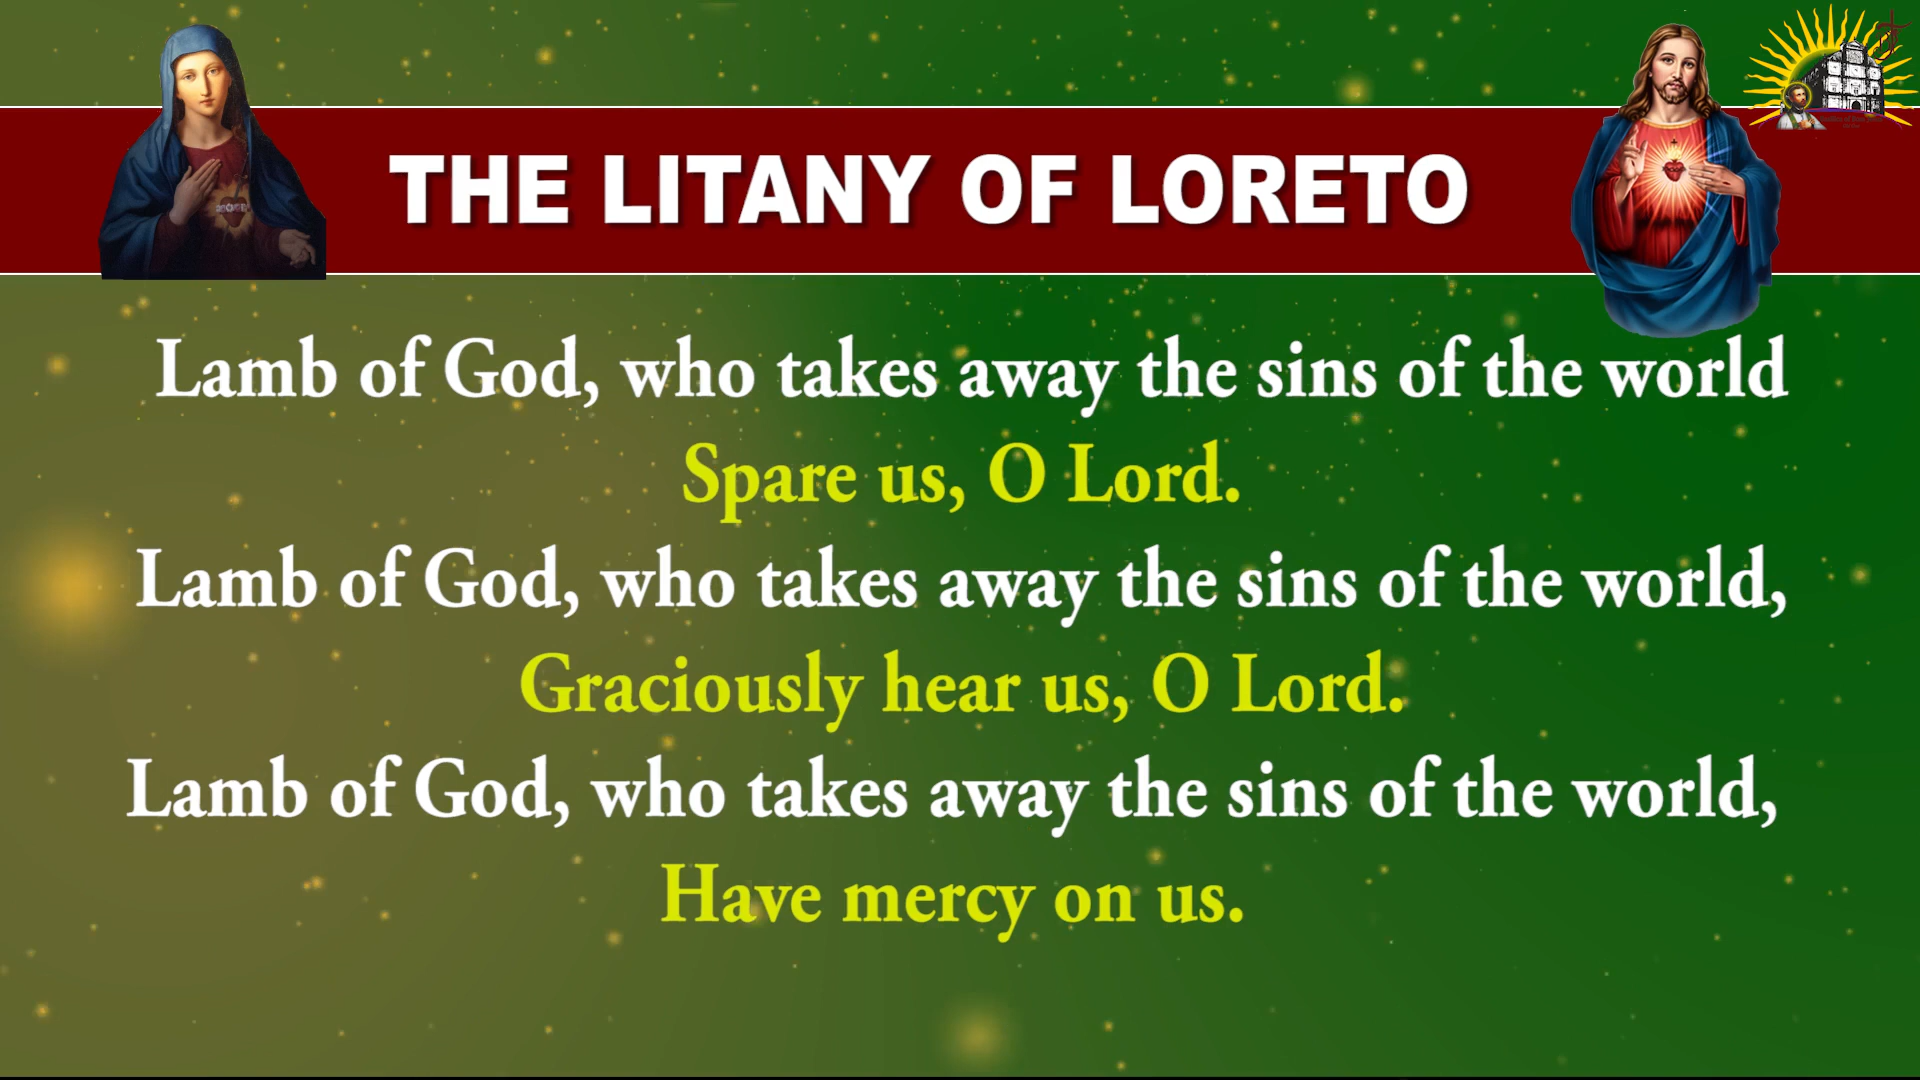 THE LITANY OF LORETO
Lamb of God, who takes away the sins of the world
Spare us, O Lord.
Lamb of God, who takes away the sins of the world,
Graciously hear us, O Lord.
Lamb of God, who takes away the sins of the world,
Have mercy on us.